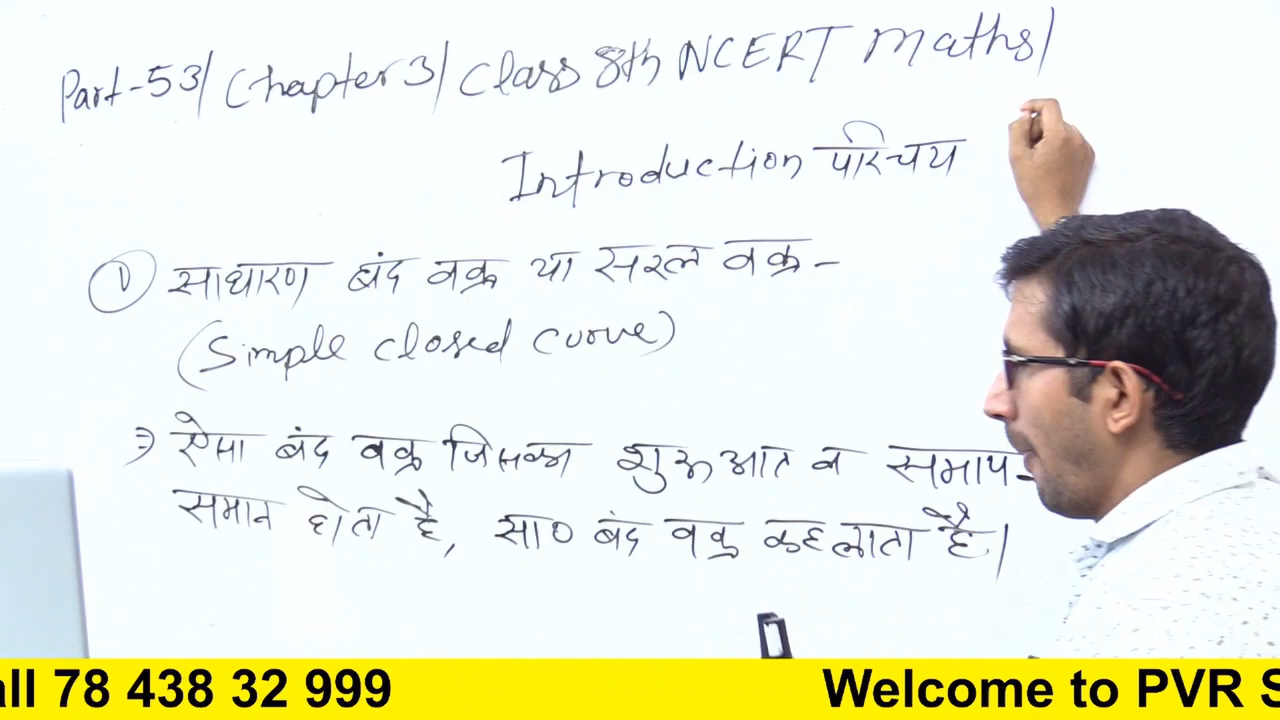 Part-53/ Chapter 3/ Class 8th NCERT Maths/
Introduction परिचय
① साधारण बंद वक्र या सरल वक्र -
(Simple closed curve)
⇒ ऐसा बंद वक्र जिसका शुरुआत व समाप-
समान होता है, सा० बंद वक्र कहलाता है।
all 78 438 32 999 Welcome to PVR S